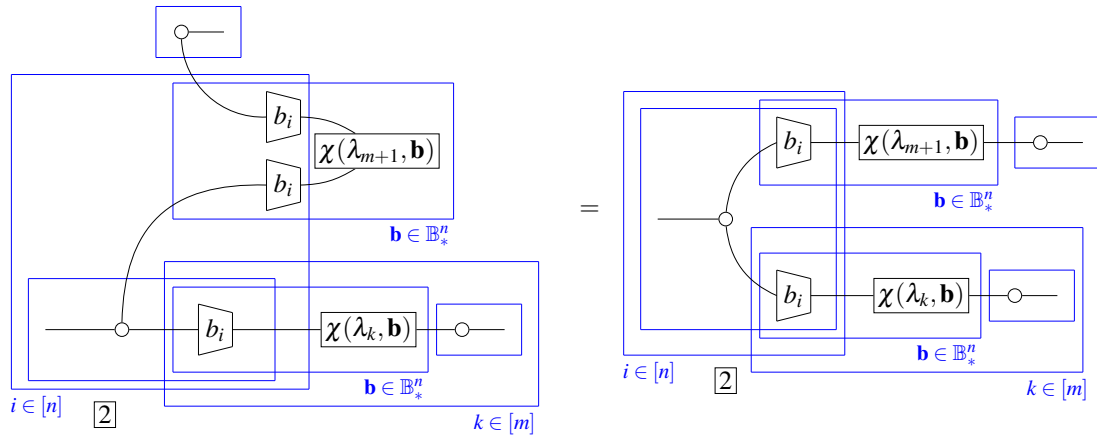 b_i
χ(λ_{m+1}, b)
b_i
b ∈ 𝔹^n_*
b_i
χ(λ_k, b)
b ∈ 𝔹^n_*
i ∈ [n]
2
k ∈ [m]
=
b_i
χ(λ_{m+1}, b)
b ∈ 𝔹^n_*
b_i
χ(λ_k, b)
b ∈ 𝔹^n_*
i ∈ [n]
2
k ∈ [m]